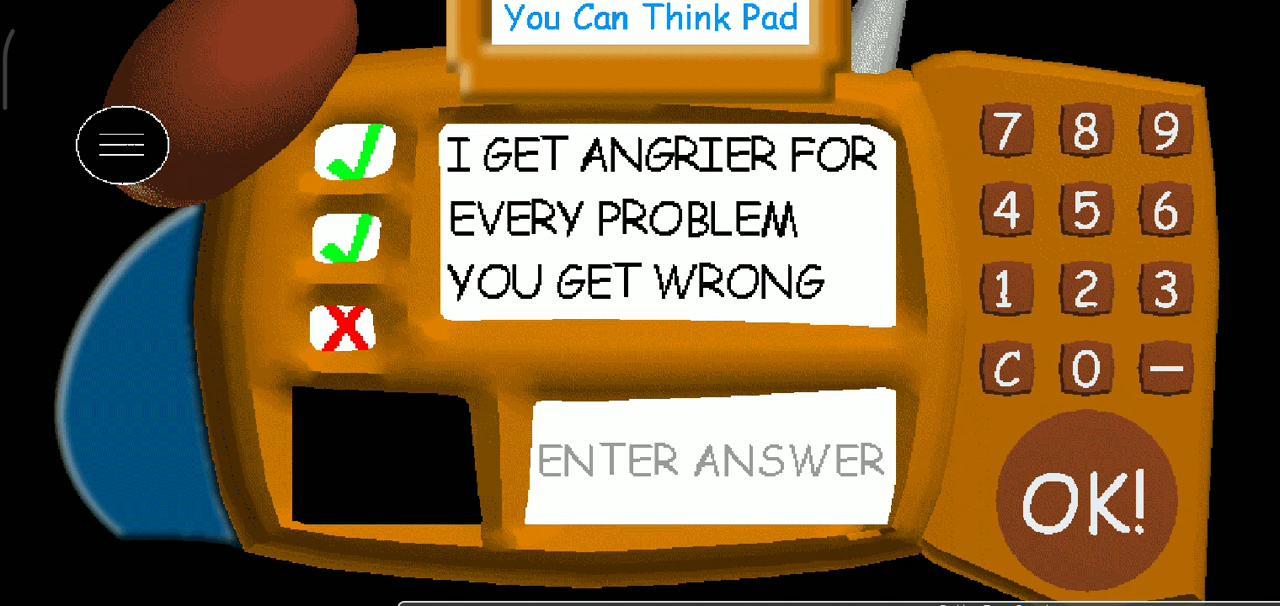 You Can Think Pad
I GET ANGRIER FOR
EVERY PROBLEM
YOU GET WRONG
ENTER ANSWER
7 8 9
4 5 6
1 2 3
C 0 —
OK!